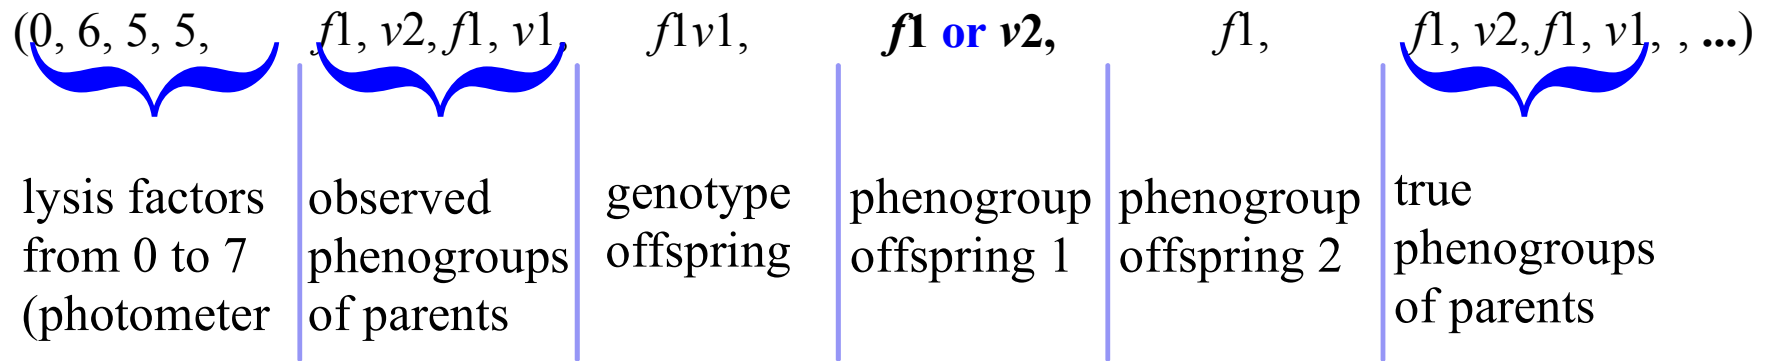 (0, 6, 5, 5, f1, v2, f1, v1, f1v1, f1 or v2, f1, f1, v2, f1, v1, , ...)
lysis factors
from 0 to 7
(photometer
observed
phenogroups
of parents
genotype
offspring
phenogroup
offspring 1
phenogroup
offspring 2
true
phenogroups
of parents